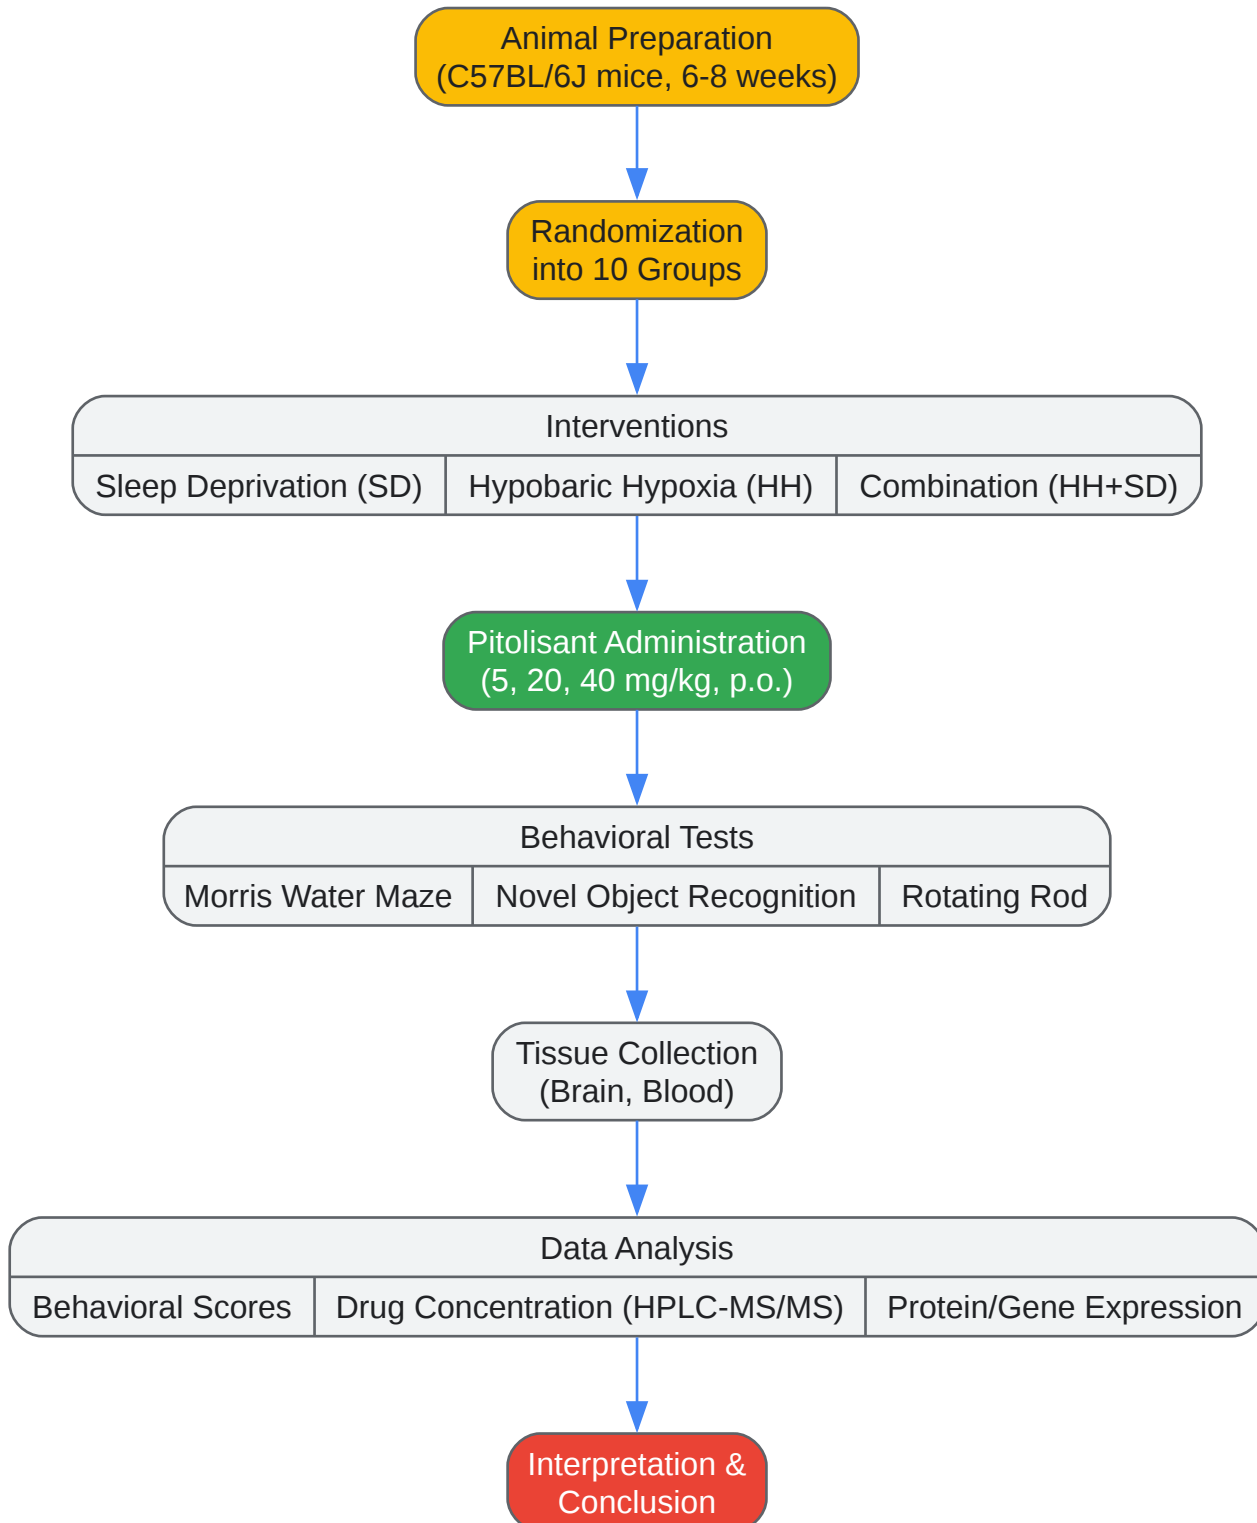 Animal Preparation
(C57BL/6J mice, 6-8 weeks)
Randomization
into 10 Groups
Interventions
Sleep Deprivation (SD)
Hypobaric Hypoxia (HH)
Combination (HH+SD)
Pitolisant Administration
(5, 20, 40 mg/kg, p.o.)
Behavioral Tests
Morris Water Maze
Novel Object Recognition
Rotating Rod
Tissue Collection
(Brain, Blood)
Data Analysis
Behavioral Scores
Drug Concentration (HPLC-MS/MS)
Protein/Gene Expression
Interpretation &
Conclusion